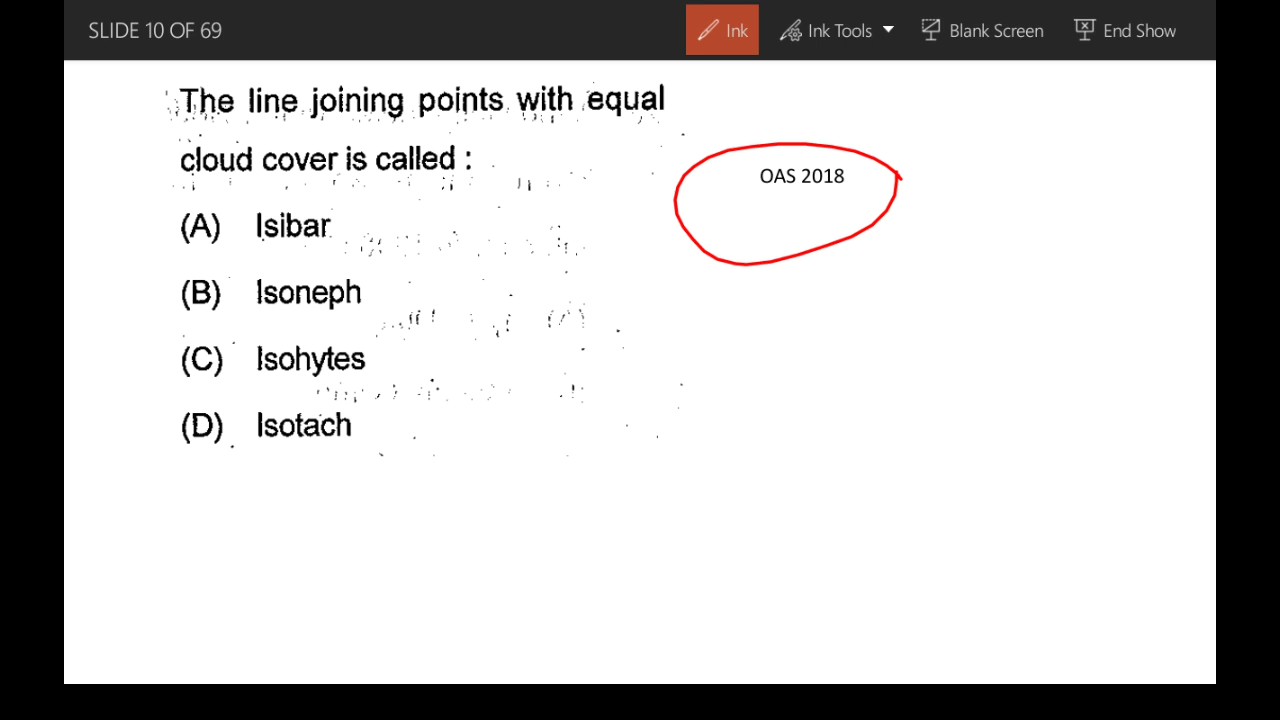 SLIDE 10 OF 69
Ink
Ink Tools
Blank Screen
End Show
The line joining points with equal
cloud cover is called :
OAS 2018
(A) Isibar
(B) Isoneph
(C) Isohytes
(D) Isotach